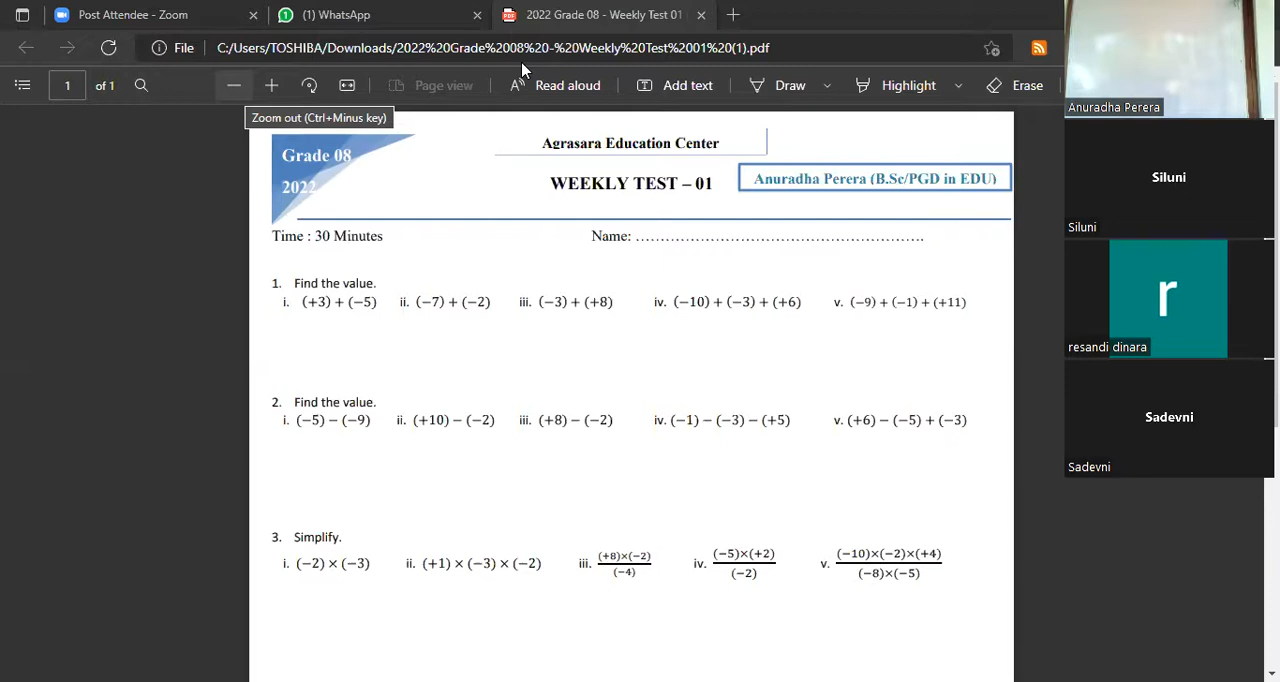 Post Attendee - Zoom
(1) WhatsApp
2022 Grade 08 - Weekly Test 01
File C:/Users/TOSHIBA/Downloads/2022%20Grade%2008%20-%20Weekly%20Test%2001%20(1).pdf
1 of 1 Page view Read aloud Add text Draw Highlight Erase
Zoom out (Ctrl+Minus key)
Anuradha Perera
Siluni
Siluni
r
resandi dinara
Sadevni
Sadevni
Grade 08
2022
Agrasara Education Center
WEEKLY TEST – 01
Anuradha Perera (B.Sc/PGD in EDU)
Time : 30 Minutes Name: ……………………………………………….
1. Find the value.
i. (+3) + (−5) ii. (−7) + (−2) iii. (−3) + (+8) iv. (−10) + (−3) + (+6) v. (−9) + (−1) + (+11)
2. Find the value.
i. (−5) − (−9) ii. (+10) − (−2) iii. (+8) − (−2) iv. (−1) − (−3) − (+5) v. (+6) − (−5) + (−3)
3. Simplify.
i. (−2) × (−3) ii. (+1) × (−3) × (−2) iii. (+8)×(−2) / (−4) iv. (−5)×(+2) / (−2) v. (−10)×(−2)×(+4) / (−8)×(−5)